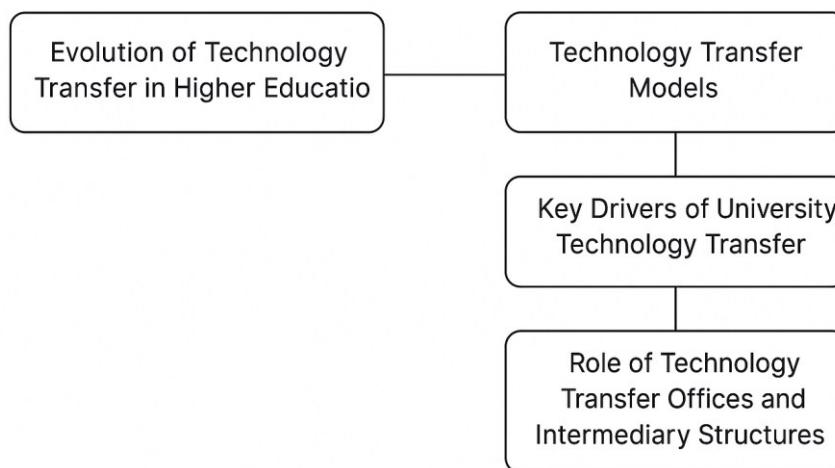 Evolution of Technology
Transfer in Higher Educatio
Technology Transfer
Models
Key Drivers of University
Technology Transfer
Role of Technology
Transfer Offices and
Intermediary Structures